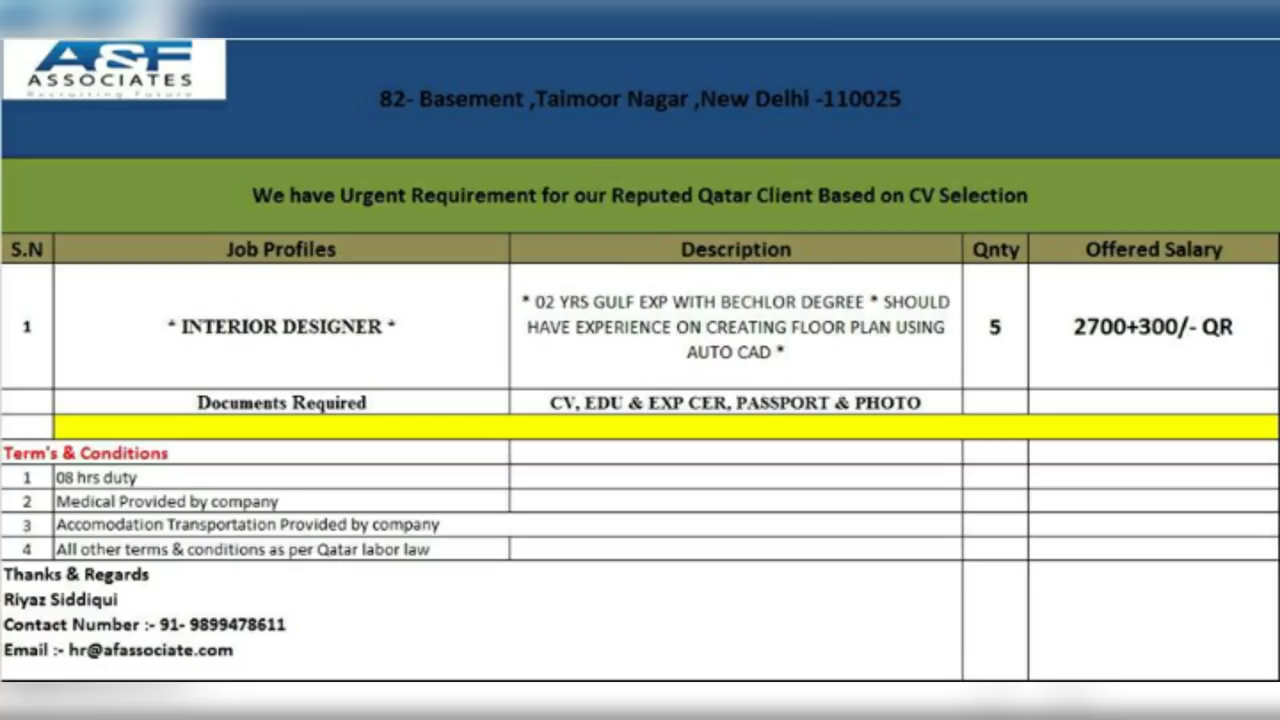 A&F
ASSOCIATES
Recruiting Future
82- Basement ,Taimoor Nagar ,New Delhi -110025
We have Urgent Requirement for our Reputed Qatar Client Based on CV Selection
S.N Job Profiles Description Qnty Offered Salary
1 * INTERIOR DESIGNER * * 02 YRS GULF EXP WITH BECHLOR DEGREE * SHOULD
HAVE EXPERIENCE ON CREATING FLOOR PLAN USING
AUTO CAD * 5 2700+300/- QR
Documents Required CV, EDU & EXP CER, PASSPORT & PHOTO
Term's & Conditions
1 08 hrs duty
2 Medical Provided by company
3 Accomodation Transportation Provided by company
4 All other terms & conditions as per Qatar labor law
Thanks & Regards
Riyaz Siddiqui
Contact Number :- 91- 9899478611
Email :- hr@afassociate.com